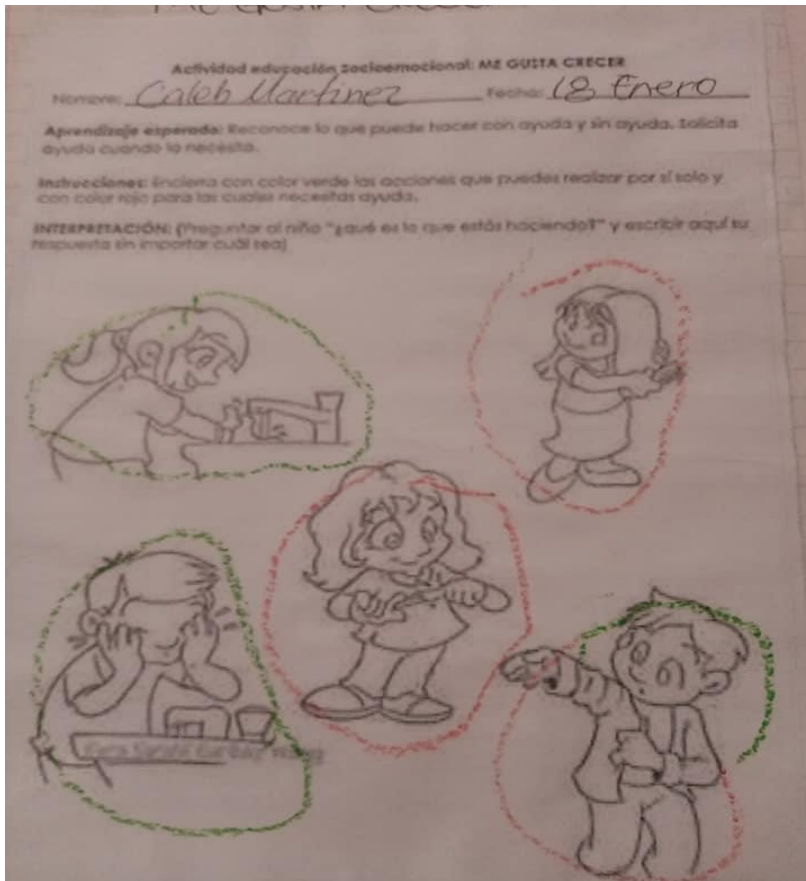 Actividad educación Socioemocional: ME GUSTA CRECER
Nombre: Caleb Martinez Fecha: 18 Enero
Aprendizaje esperado: Reconoce lo que puede hacer con ayuda y sin ayuda. Solicita
ayuda cuando lo necesita.
Instrucciones: Encierra con color verde las acciones que puedes realizar por sí solo y
con color rojo para las cuales necesitas ayuda.
INTERPRETACIÓN: (Preguntar al niño "¿qué es lo que estás haciendo?" y escribir aquí su
respuesta sin importar cuál sea)